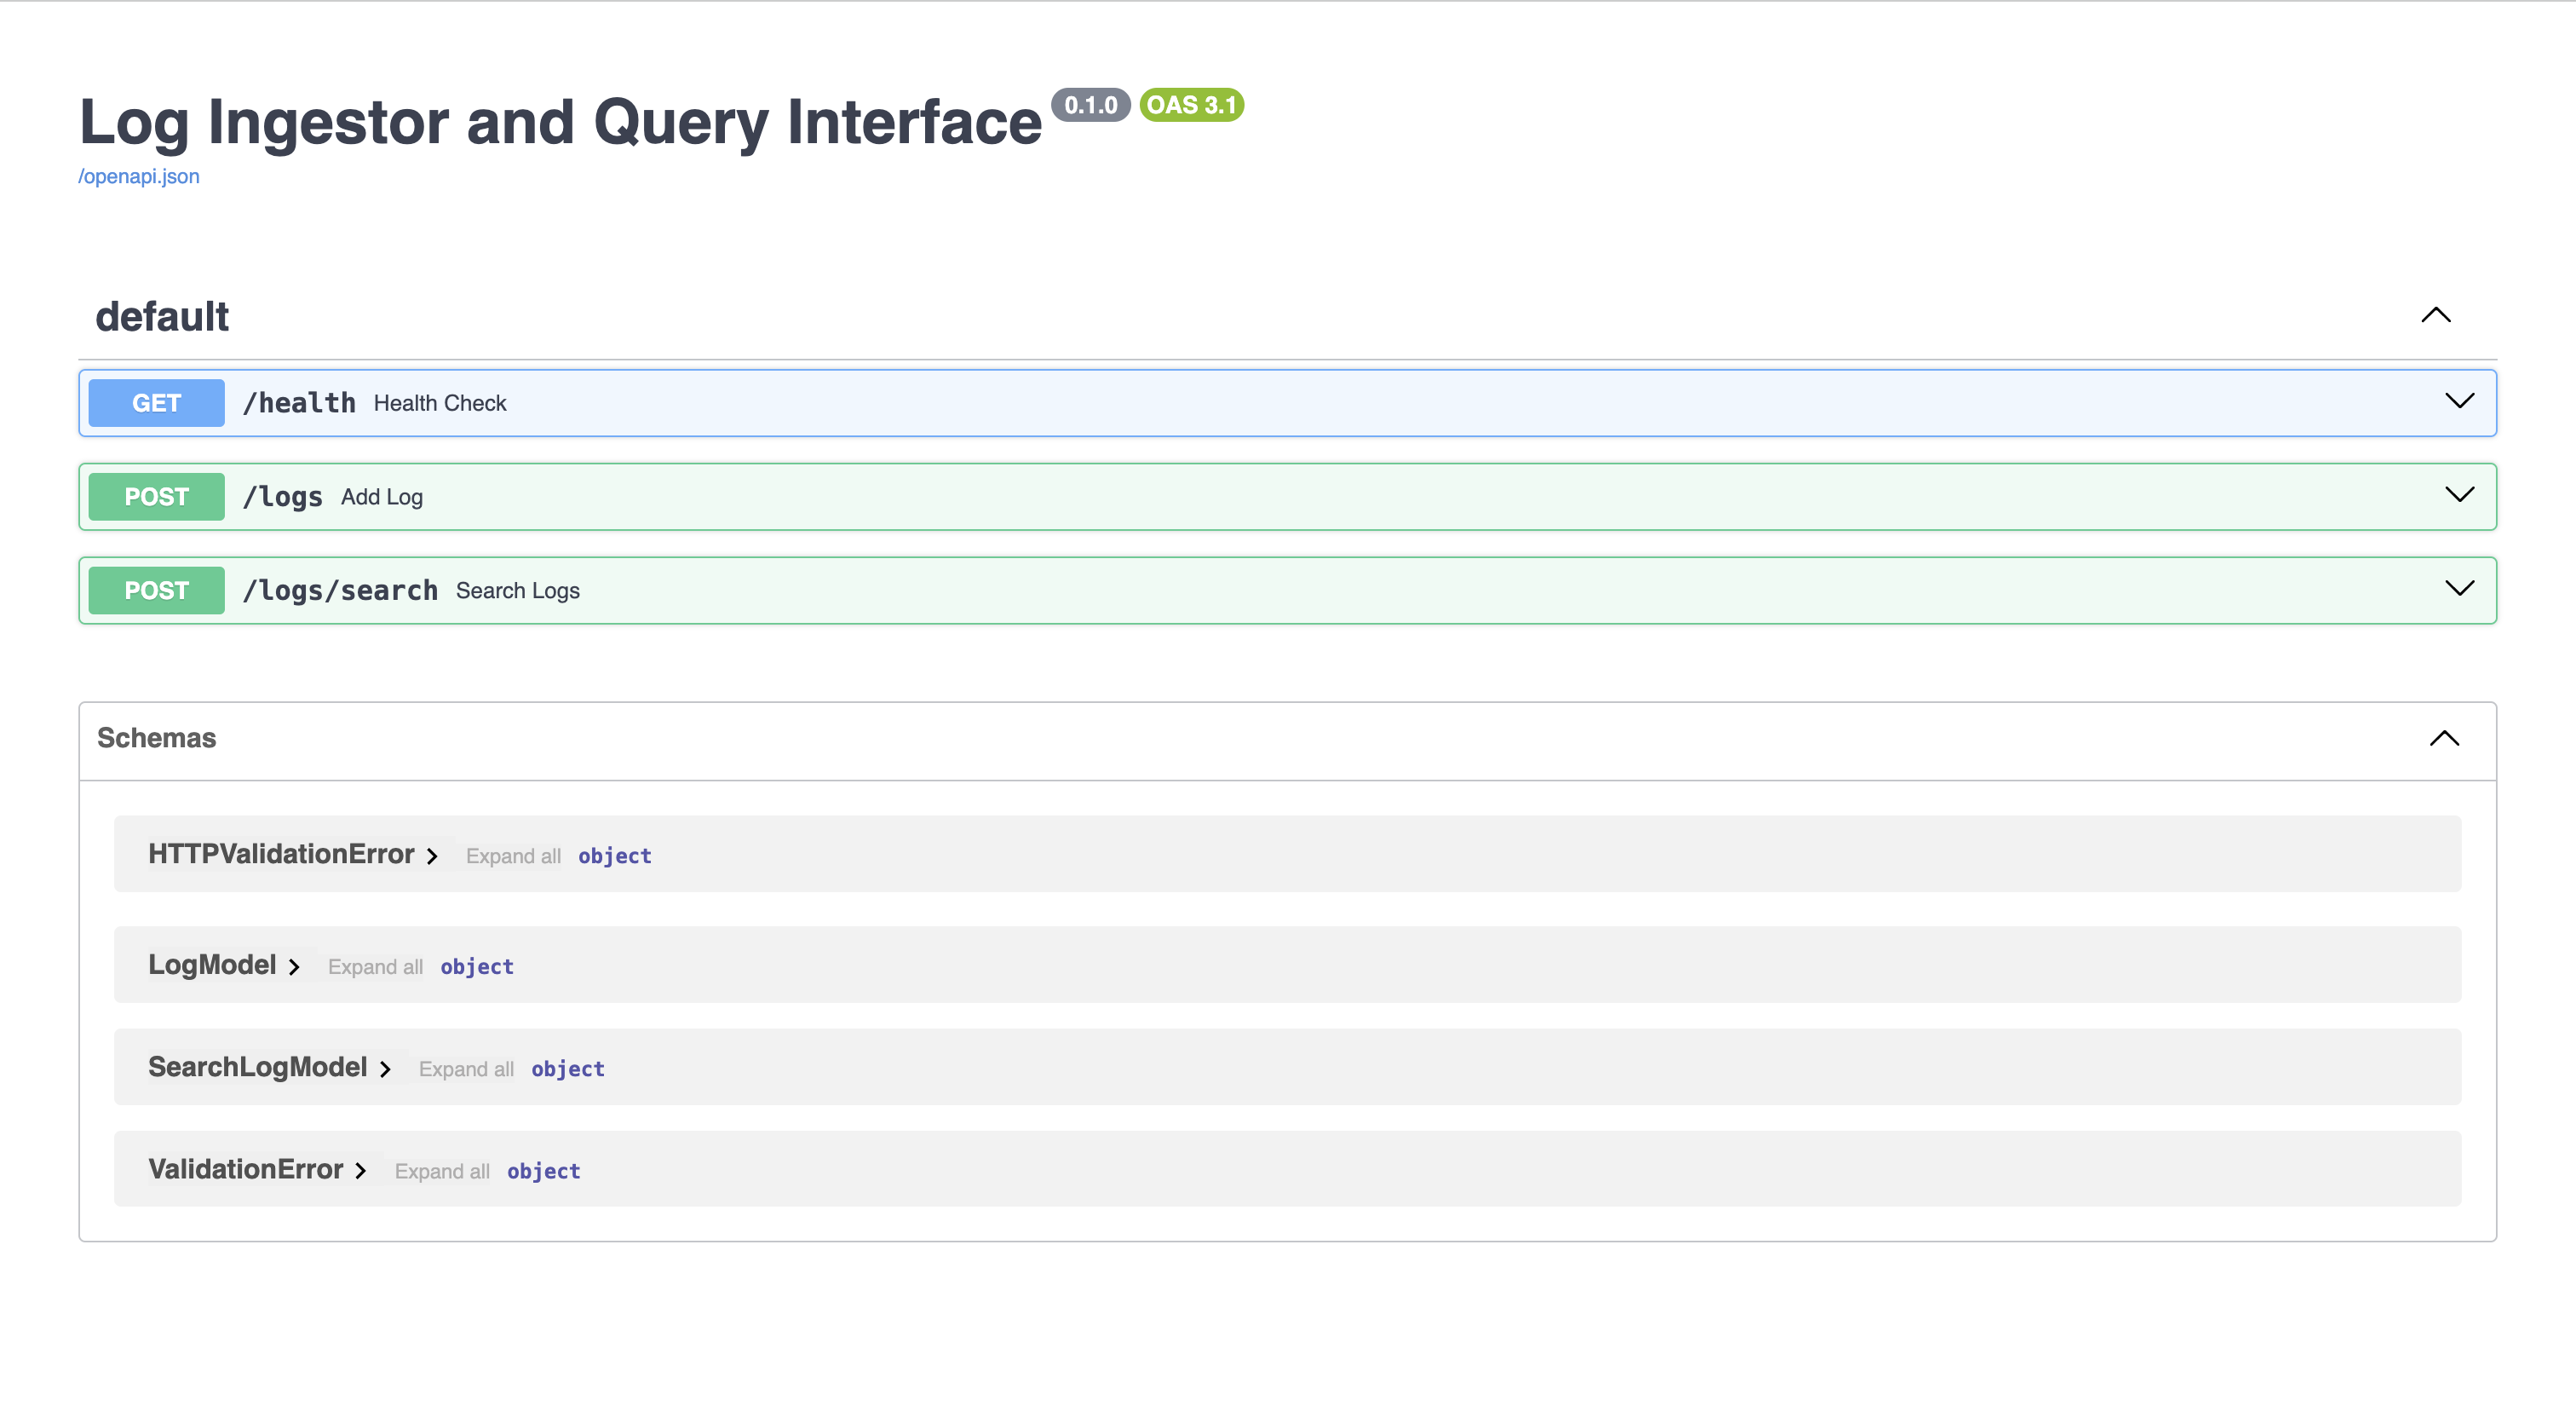 Log Ingestor and Query Interface 0.1.0 OAS 3.1
/openapi.json
default
GET /health Health Check
POST /logs Add Log
POST /logs/search Search Logs
Schemas
HTTPValidationError Expand all object
LogModel Expand all object
SearchLogModel Expand all object
ValidationError Expand all object